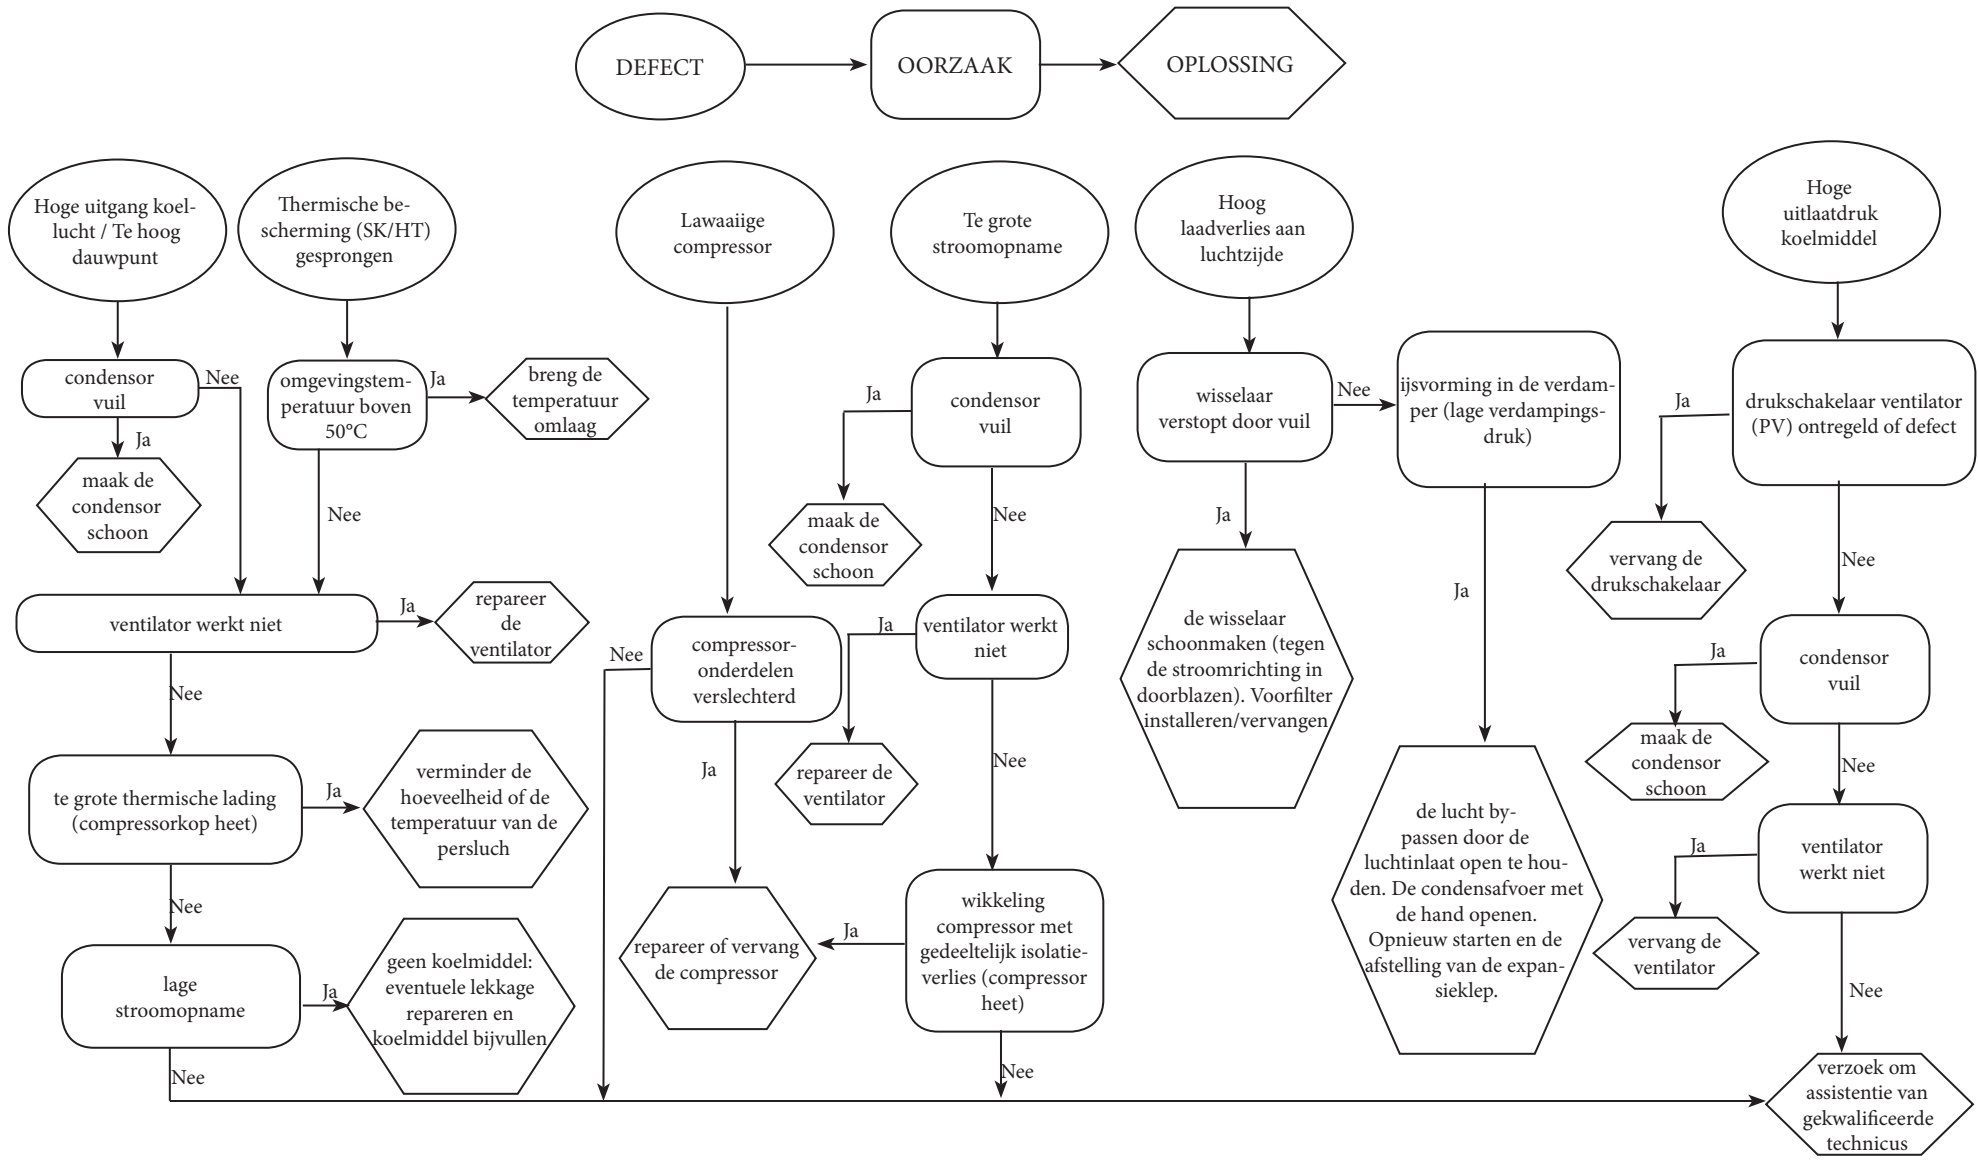 DEFECT
OORZAAK
OPLOSSING
Hoge uitgang koel-
lucht / Te hoog
dauwpunt
Thermische be-
scherming (SK/HT)
gesprongen
Lawaaiige
compressor
Te grote
stroomopname
Hoog
laadverlies aan
luchtzijde
Hoge
uitlaatdruk
koelmiddel
condensor
vuil
Nee
Ja
maak de
condensor
schoon
omgevingstem-
peratuur boven
50°C
Ja
breng de
temperatuur
omlaag
Nee
ventilator werkt niet
Ja
repareer
de
ventilator
Nee
te grote thermische lading
(compressorkop heet)
Ja
verminder de
hoeveelheid of de
temperatuur van de
persluch
Nee
lage
stroomopname
Ja
geen koelmiddel:
eventuele lekkage
repareren en
koelmiddel bijvullen
Nee
compressor-
onderdelen
verslechterd
Nee
Ja
repareer of vervang
de compressor
condensor
vuil
Ja
maak de
condensor
schoon
Nee
ventilator werkt
niet
Ja
repareer de
ventilator
Nee
wikkeling
compressor met
gedeeltelijk isolatie-
verlies (compressor
heet)
Ja
Nee
wisselaar
verstopt door vuil
Nee
Ja
de wisselaar
schoonmaken (tegen
de stroomrichting in
doorblazen). Voorfilter
installeren/vervangen
ijsvorming in de verdam-
per (lage verdampings-
druk)
Ja
de lucht by-
passen door de
luchtinlaat open te hou-
den. De condensafvoer met
de hand openen.
Opnieuw starten en de
afstelling van de expan-
sieklep.
drukschakelaar ventilator
(PV) ontregeld of defect
Ja
vervang de
drukschakelaar
Nee
condensor
vuil
Ja
maak de
condensor
schoon
Nee
ventilator
werkt niet
Ja
vervang de
ventilator
Nee
verzoek om
assistentie van
gekwalificeerde
technicus